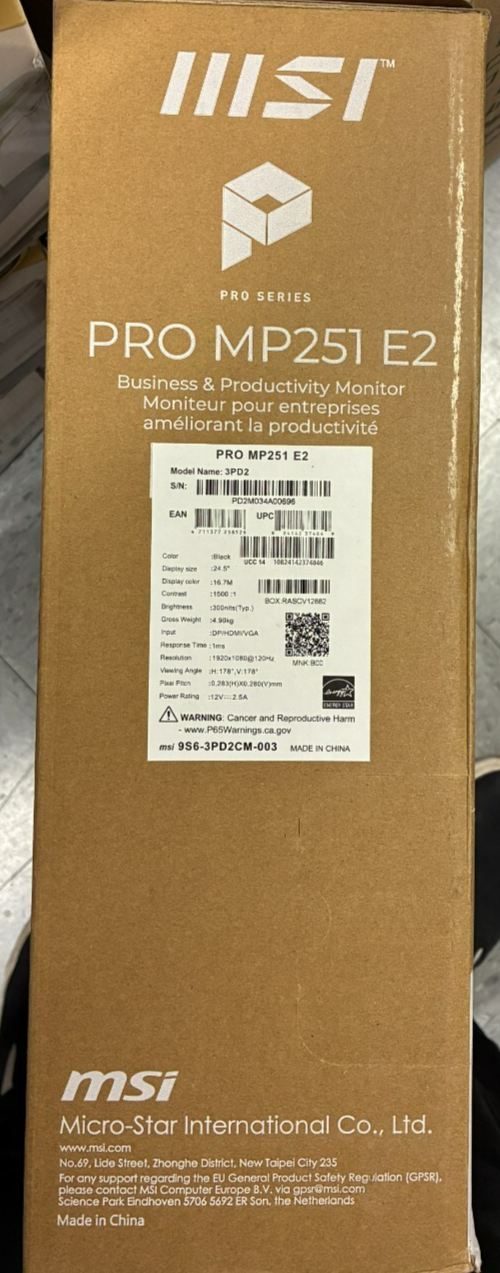 msi™
PRO SERIES
PRO MP251 E2
Business & Productivity Monitor
Moniteur pour entreprises
améliorant la productivité
PRO MP251 E2
Model Name: 3PD2
S/N:
PD2M034A00696
EAN UPC
UCC 14 10824142376846
Color :Black
Display size :24.5"
Display color :16.7M
Contrast :1500 :1
BOX:RASCV12862
Brightness :300nits(Typ.)
Gross Weight :4.99kg
Input :DP/HDMI/VGA
Response Time :1ms
Resolution :1920x1080@120Hz
MNK:BCC
Viewing Angle :H:178°,V:178°
Pixel Pitch :0.283(H)X0.280(V)mm
Power Rating :12V⎓2.5A
ENERGY STAR
WARNING: Cancer and Reproductive Harm
- www.P65Warnings.ca.gov
msi 9S6-3PD2CM-003 MADE IN CHINA
msi
Micro-Star International Co., Ltd.
www.msi.com
No.69, Lide Street, Zhonghe District, New Taipei City 235
For any support regarding the EU General Product Safety Regulation (GPSR),
please contact MSI Computer Europe B.V. via gpsr@msi.com
Science Park Eindhoven 5706 5692 ER Son, the Netherlands
Made in China